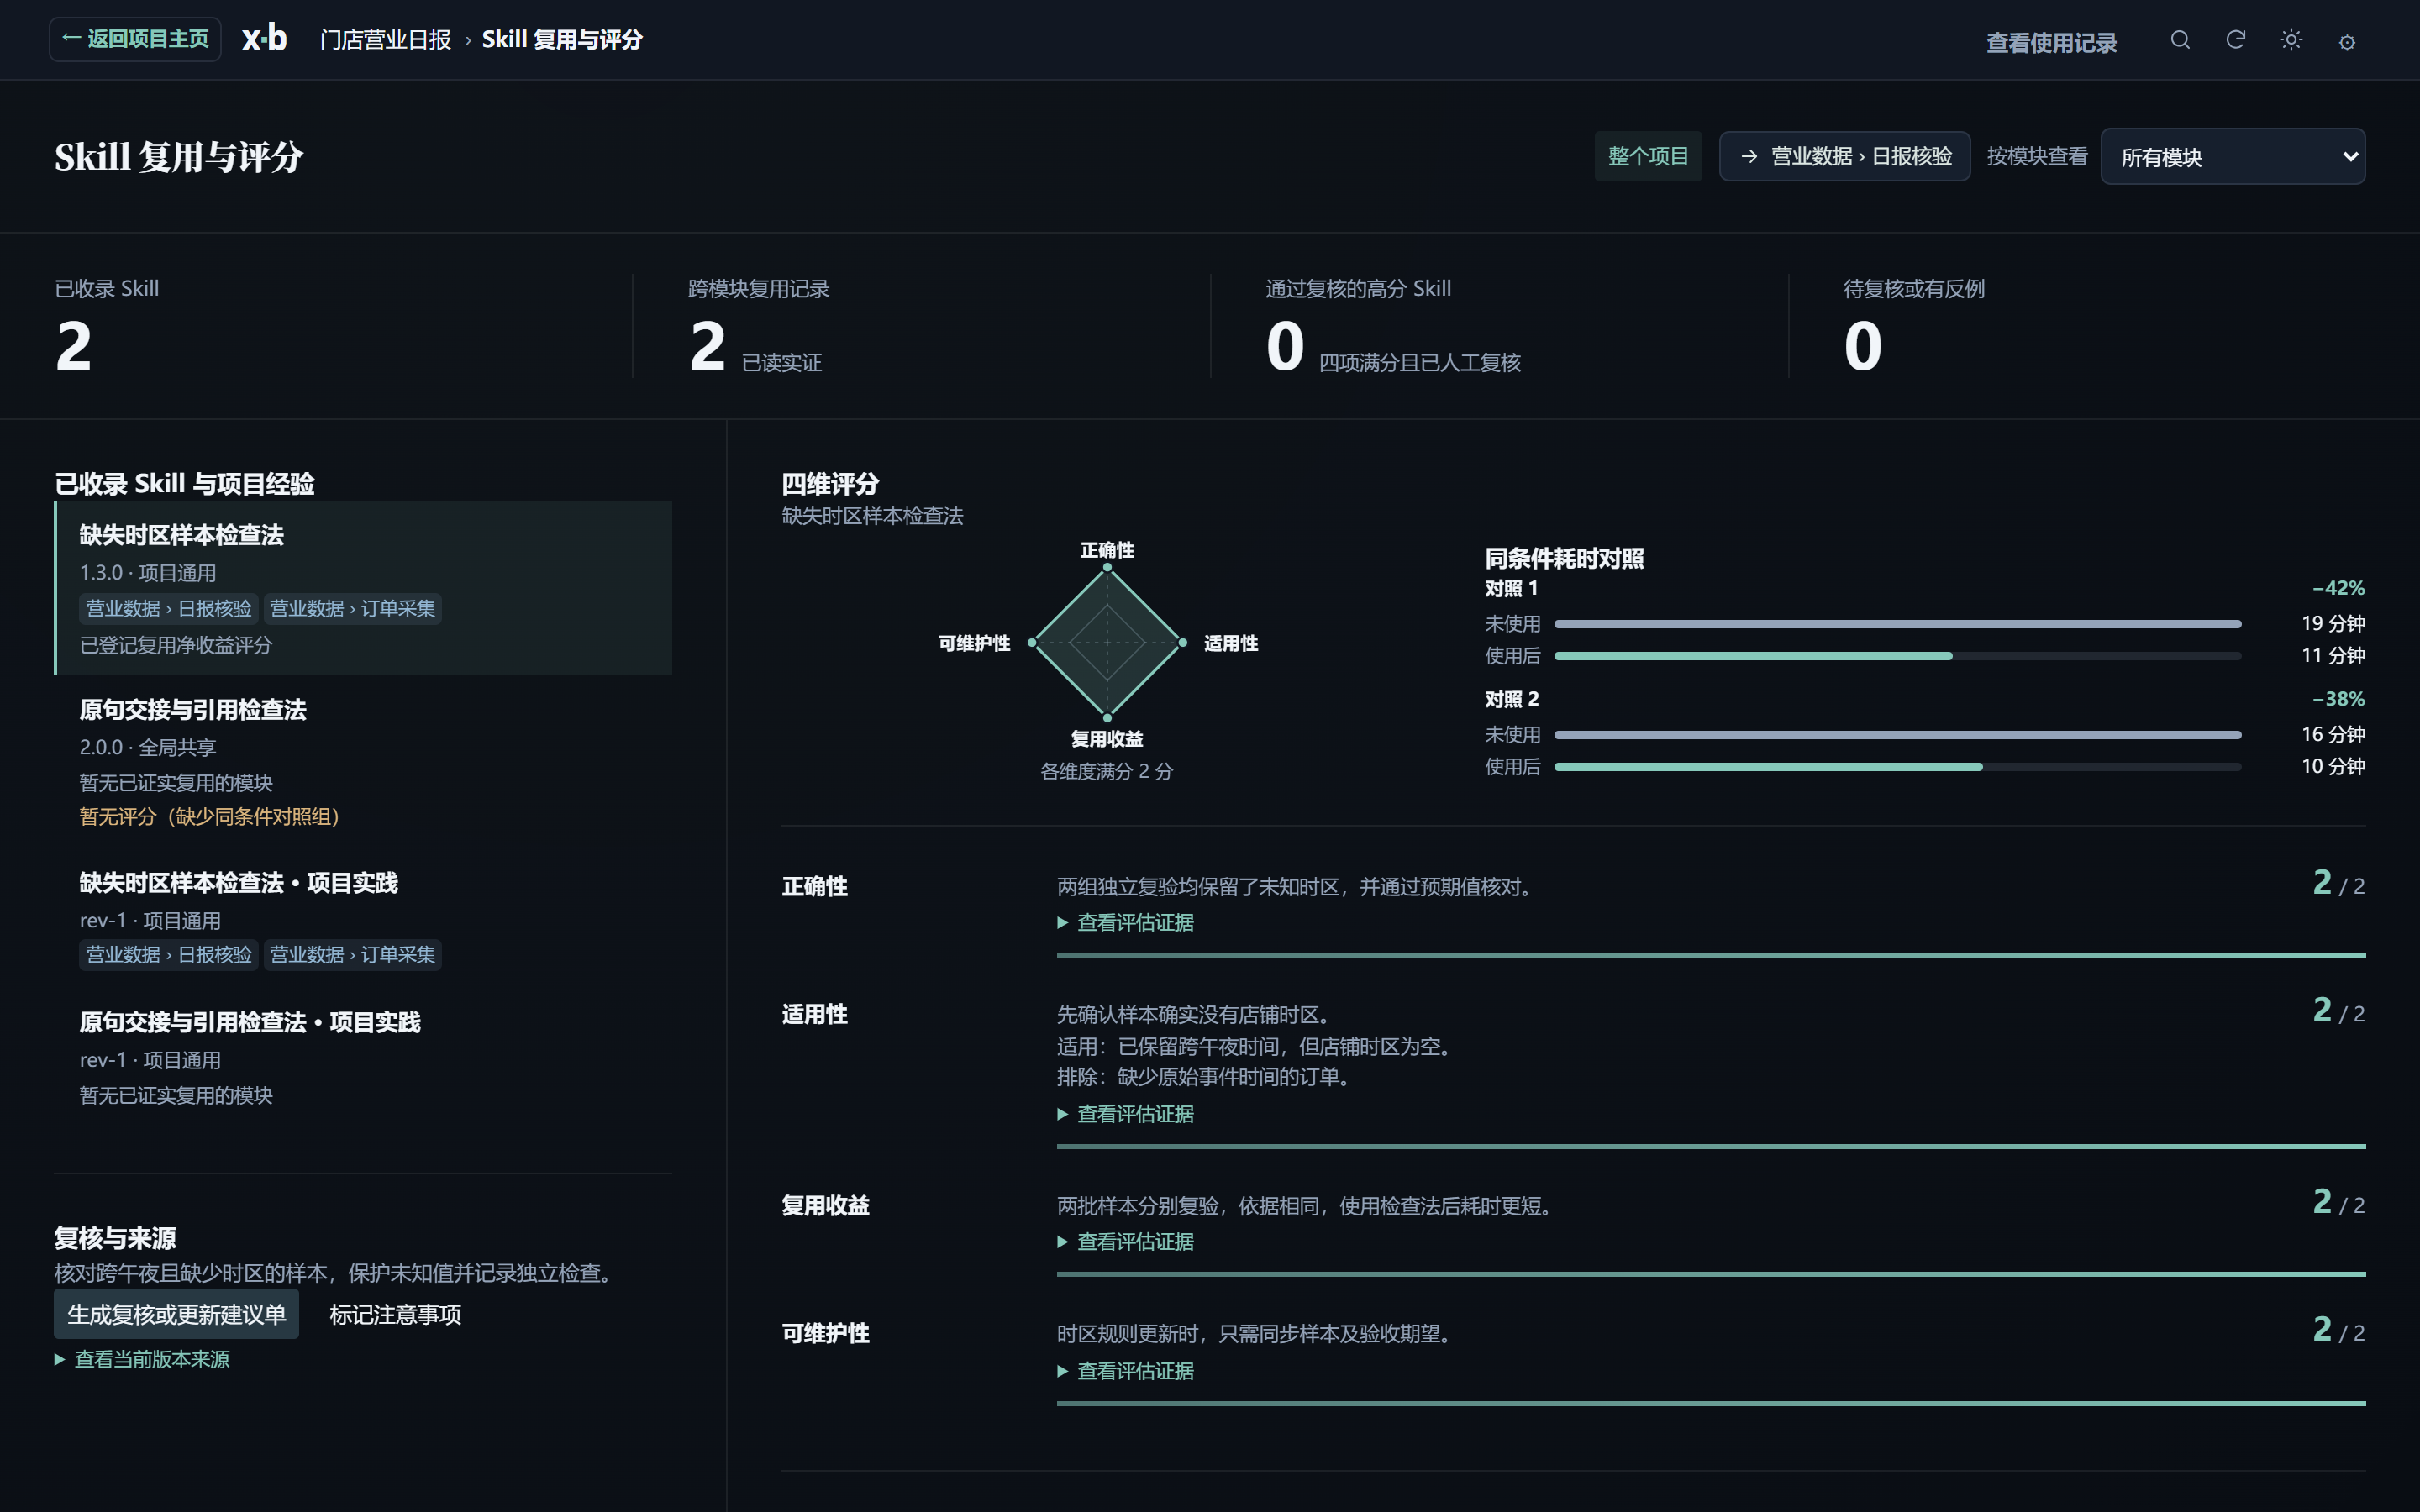 ← 返回项目主页
x·b
门店营业日报 › Skill 复用与评分
查看使用记录
Skill 复用与评分
整个项目
→ 营业数据 › 日报核验
按模块查看
所有模块
已收录 Skill
2
跨模块复用记录
2 已读实证
通过复核的高分 Skill
0 四项满分且已人工复核
待复核或有反例
0
已收录 Skill 与项目经验
缺失时区样本检查法
1.3.0 · 项目通用
营业数据 › 日报核验 营业数据 › 订单采集
已登记复用净收益评分
原句交接与引用检查法
2.0.0 · 全局共享
暂无已证实复用的模块
暂无评分（缺少同条件对照组）
缺失时区样本检查法 • 项目实践
rev-1 · 项目通用
营业数据 › 日报核验 营业数据 › 订单采集
原句交接与引用检查法 • 项目实践
rev-1 · 项目通用
暂无已证实复用的模块
复核与来源
核对跨午夜且缺少时区的样本，保护未知值并记录独立检查。
生成复核或更新建议单 标记注意事项
▶ 查看当前版本来源
四维评分
缺失时区样本检查法
正确性
可维护性
适用性
复用收益
各维度满分 2 分
同条件耗时对照
对照 1 −42%
未使用 19 分钟
使用后 11 分钟
对照 2 −38%
未使用 16 分钟
使用后 10 分钟
正确性 两组独立复验均保留了未知时区，并通过预期值核对。 2 / 2
▶ 查看评估证据
适用性 先确认样本确实没有店铺时区。 2 / 2
适用：已保留跨午夜时间，但店铺时区为空。
排除：缺少原始事件时间的订单。
▶ 查看评估证据
复用收益 两批样本分别复验，依据相同，使用检查法后耗时更短。 2 / 2
▶ 查看评估证据
可维护性 时区规则更新时，只需同步样本及验收期望。 2 / 2
▶ 查看评估证据